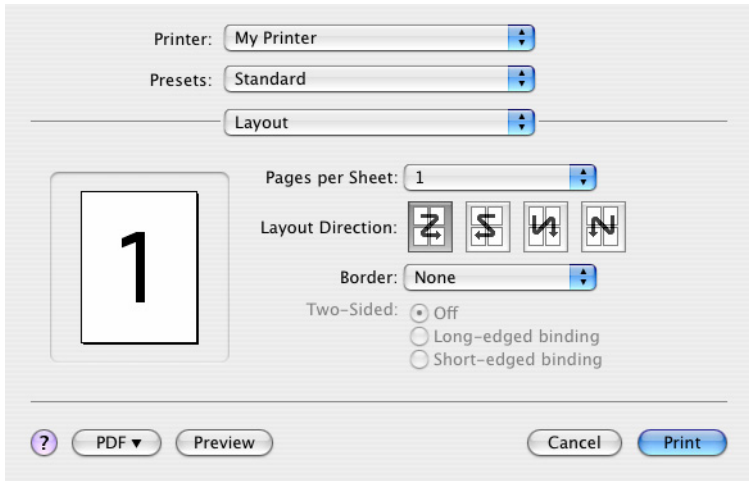 Printer: My Printer
Presets: Standard
Layout
Pages per Sheet: 1
1
Layout Direction:
Border: None
Two-Sided: Off
Long-edged binding
Short-edged binding
? PDF ▼ Preview Cancel Print